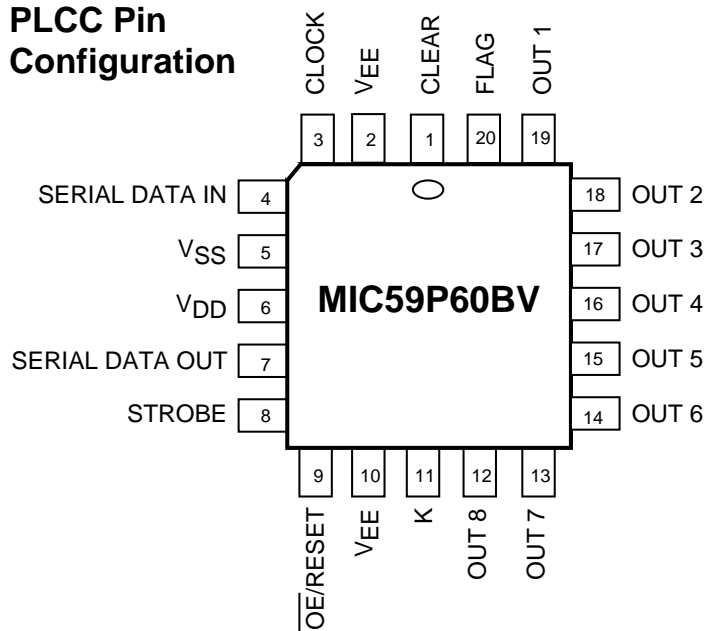 PLCC Pin
Configuration
CLOCK
VEE
CLEAR
FLAG
OUT 1
3
2
1
20
19
SERIAL DATA IN 4
18 OUT 2
VSS 5
17 OUT 3
VDD 6
MIC59P60BV
16 OUT 4
SERIAL DATA OUT 7
15 OUT 5
STROBE 8
14 OUT 6
9
10
11
12
13
OE/RESET
VEE
K
OUT 8
OUT 7